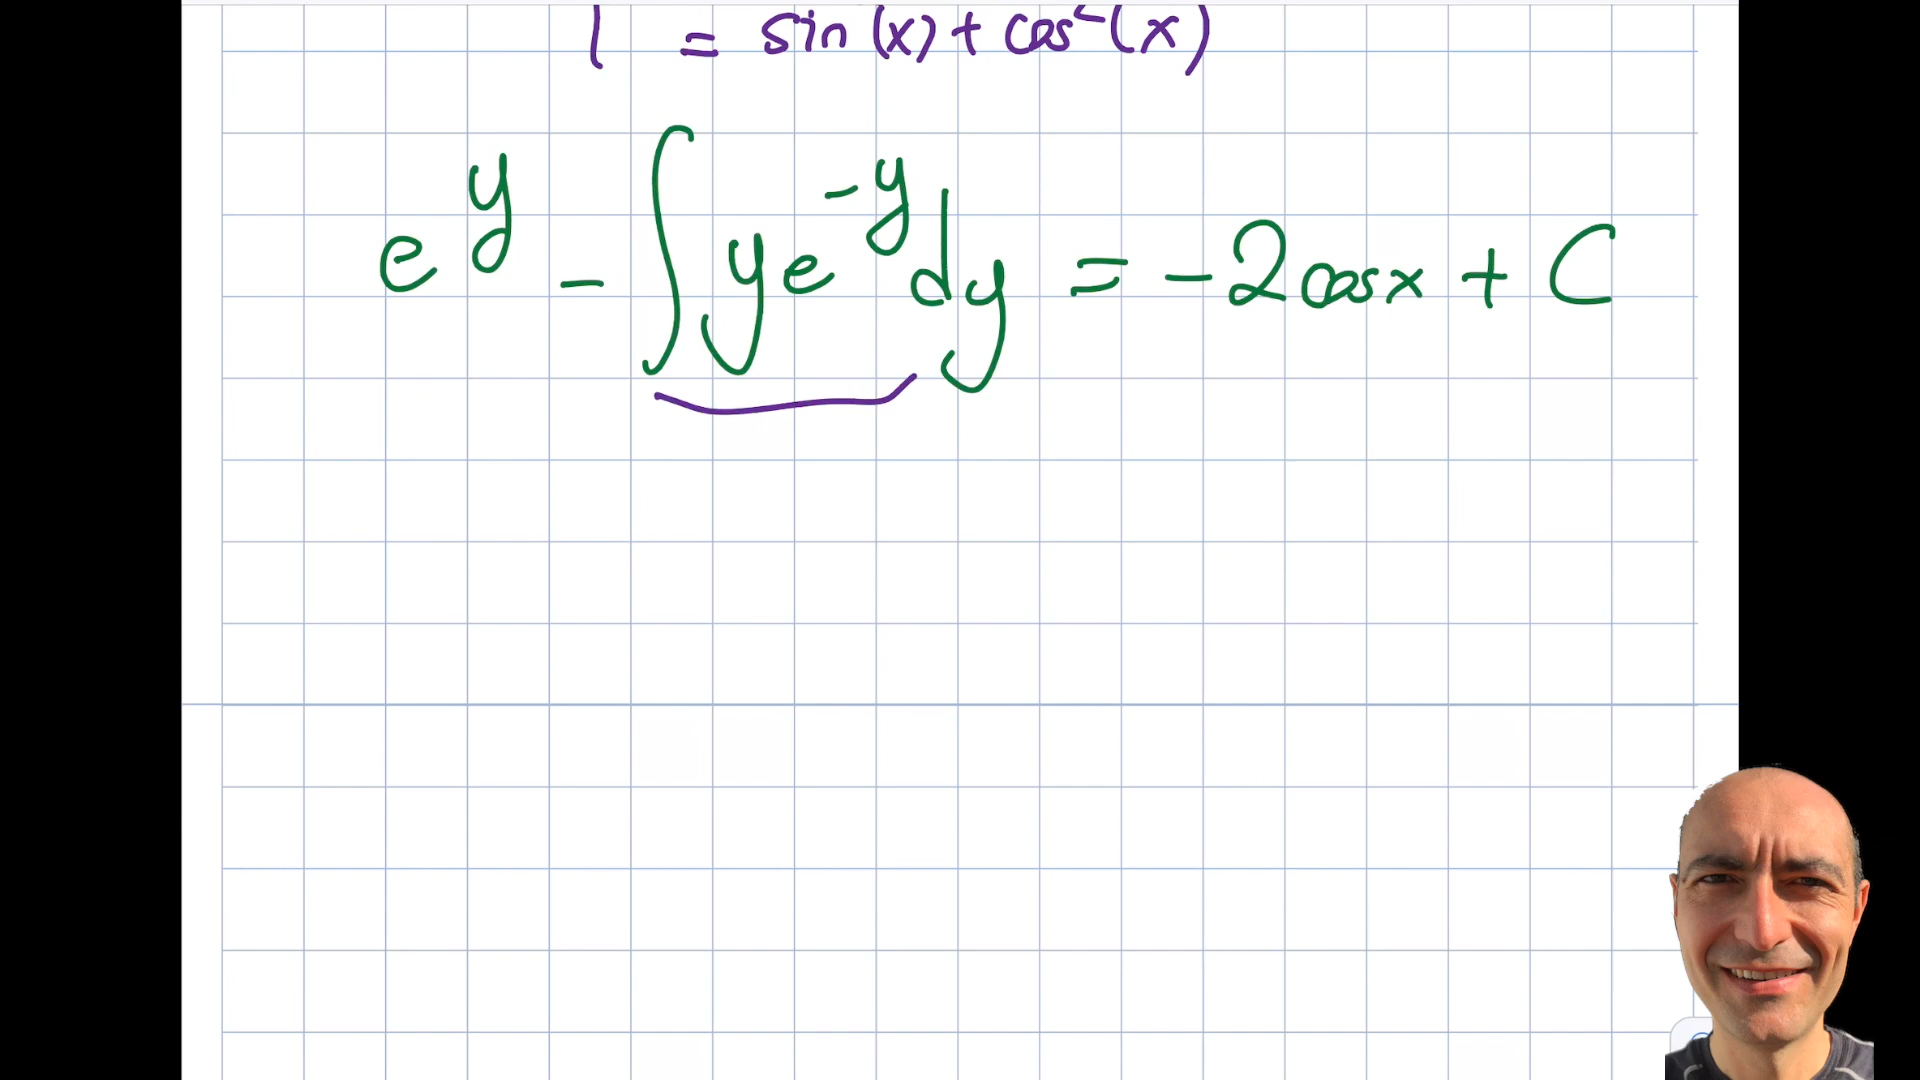 1 = sin(x) + cos²(x)
e^y - ∫ye^-y dy = -2cosx + C